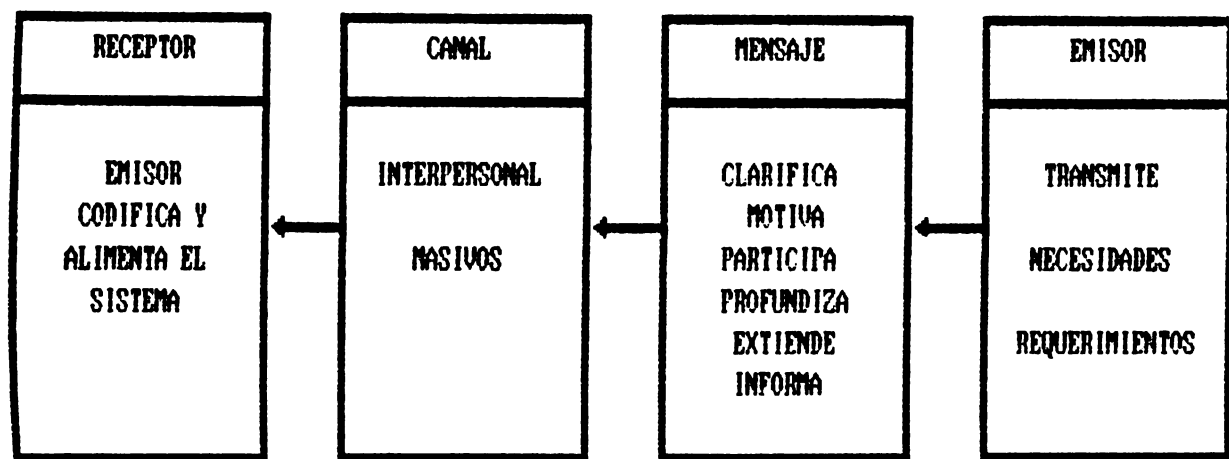 RECEPTOR
EMISOR
CODIFICA Y
ALIMENTA EL
SISTEMA
CANAL
INTERPERSONAL
MASIVOS
MENSAJE
CLARIFICA
MOTIVA
PARTICIPA
PROFUNDIZA
EXTIENDE
INFORMA
EMISOR
TRANSMITE
NECESIDADES
REQUERIMIENTOS